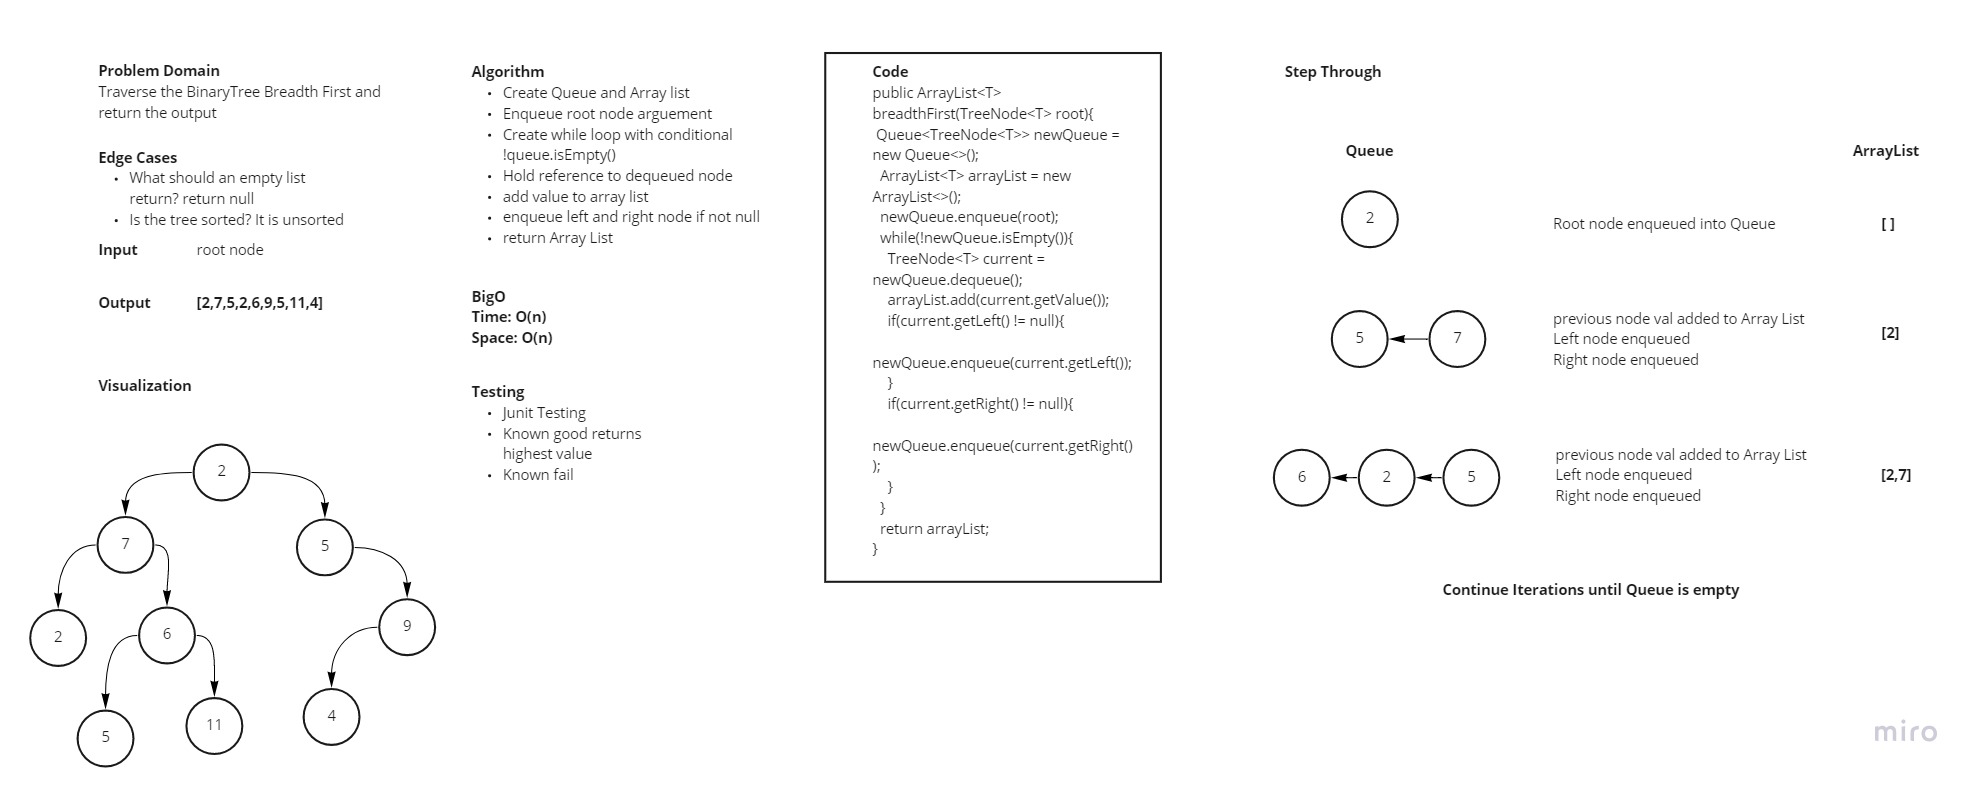 Problem Domain
Traverse the BinaryTree Breadth First and
return the output
Edge Cases
• What should an empty list
return? return null
• Is the tree sorted? It is unsorted
Input root node
Output [2,7,5,2,6,9,5,11,4]
Visualization
2
7
5
2
6
9
5
11
4
Algorithm
• Create Queue and Array list
• Enqueue root node arguement
• Create while loop with conditional
!queue.isEmpty()
• Hold reference to dequeued node
• add value to array list
• enqueue left and right node if not null
• return Array List
BigO
Time: O(n)
Space: O(n)
Testing
• Junit Testing
• Known good returns
highest value
• Known fail
Code
public ArrayList<T>
breadthFirst(TreeNode<T> root){
Queue<TreeNode<T>> newQueue =
new Queue<>();
ArrayList<T> arrayList = new
ArrayList<>();
newQueue.enqueue(root);
while(!newQueue.isEmpty()){
TreeNode<T> current =
newQueue.dequeue();
arrayList.add(current.getValue());
if(current.getLeft() != null){
newQueue.enqueue(current.getLeft());
}
if(current.getRight() != null){
newQueue.enqueue(current.getRight()
);
}
}
return arrayList;
}
Step Through
Queue ArrayList
2 Root node enqueued into Queue [ ]
5 7
previous node val added to Array List
Left node enqueued
Right node enqueued
[2]
6 2 5
previous node val added to Array List
Left node enqueued
Right node enqueued
[2,7]
Continue Iterations until Queue is empty
miro